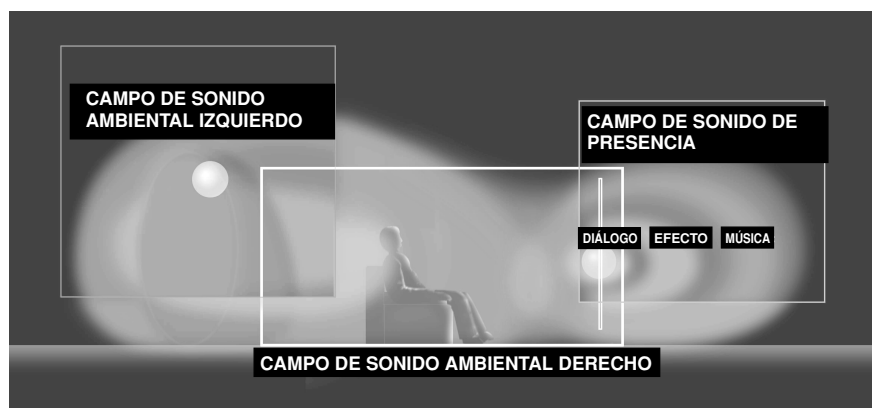 CAMPO DE SONIDO
AMBIENTAL IZQUIERDO
CAMPO DE SONIDO DE
PRESENCIA
DIÁLOGO EFECTO MÚSICA
CAMPO DE SONIDO AMBIENTAL DERECHO